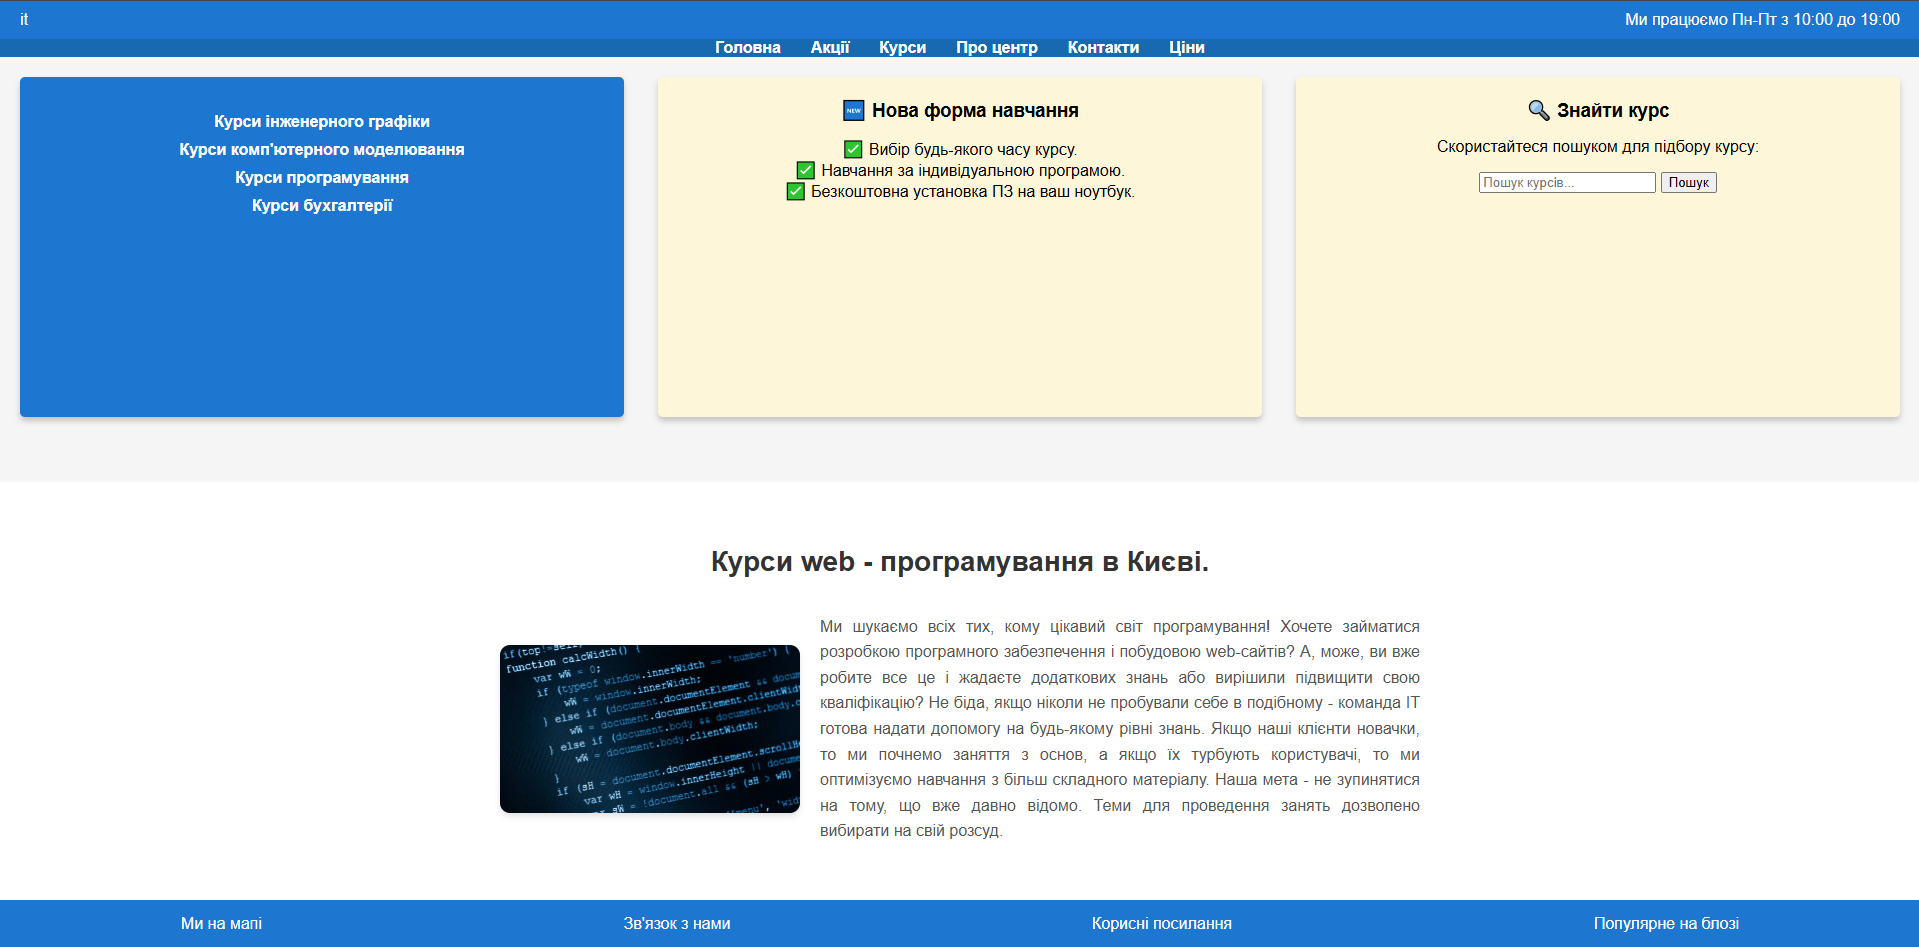 it
Ми працюємо Пн-Пт з 10:00 до 19:00
Головна Акції Курси Про центр Контакти Ціни
Курси інженерного графіки
Курси комп'ютерного моделювання
Курси програмування
Курси бухгалтерії
NEW Нова форма навчання
Вибір будь-якого часу курсу.
Навчання за індивідуальною програмою.
Безкоштовна установка ПЗ на ваш ноутбук.
Знайти курс
Скористайтеся пошуком для підбору курсу:
Пошук курсів... Пошук
Курси web - програмування в Києві.
if(top!=self)
function calcWidth() {
var wW = 0;
if (typeof window.innerWidth == 'number') {
wW = window.innerWidth;
} else if (document.documentElement && docum
wW = document.documentElement.clientWid
} else if (document.body && document.body.c
wW = document.body.clientWidth;
}
if (sH = document.documentElement.scrollHe
var wH = window.innerHeight || docume
var sW = !document.all && (sH > wH)
Ми шукаємо всіх тих, кому цікавий світ програмування! Хочете займатися
розробкою програмного забезпечення і побудовою web-сайтів? А, може, ви вже
робите все це і жадаєте додаткових знань або вирішили підвищити свою
кваліфікацію? Не біда, якщо ніколи не пробували себе в подібному - команда IT
готова надати допомогу на будь-якому рівні знань. Якщо наші клієнти новачки,
то ми почнемо заняття з основ, а якщо їх турбують користувачі, то ми
оптимізуємо навчання з більш складного матеріалу. Наша мета - не зупинятися
на тому, що вже давно відомо. Теми для проведення занять дозволено
вибирати на свій розсуд.
Ми на мапі
Зв'язок з нами
Корисні посилання
Популярне на блозі